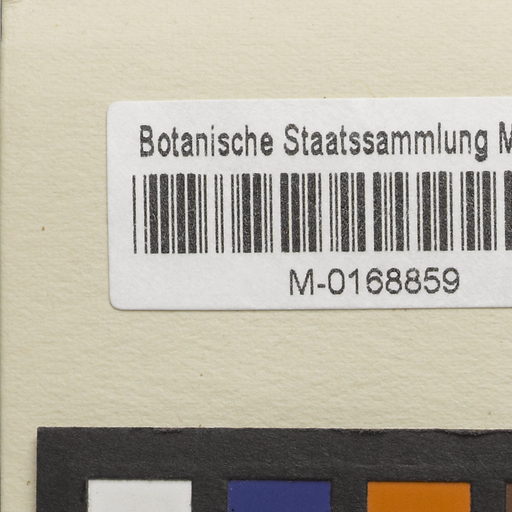 Botanische Staatssammlung M
M-0168859